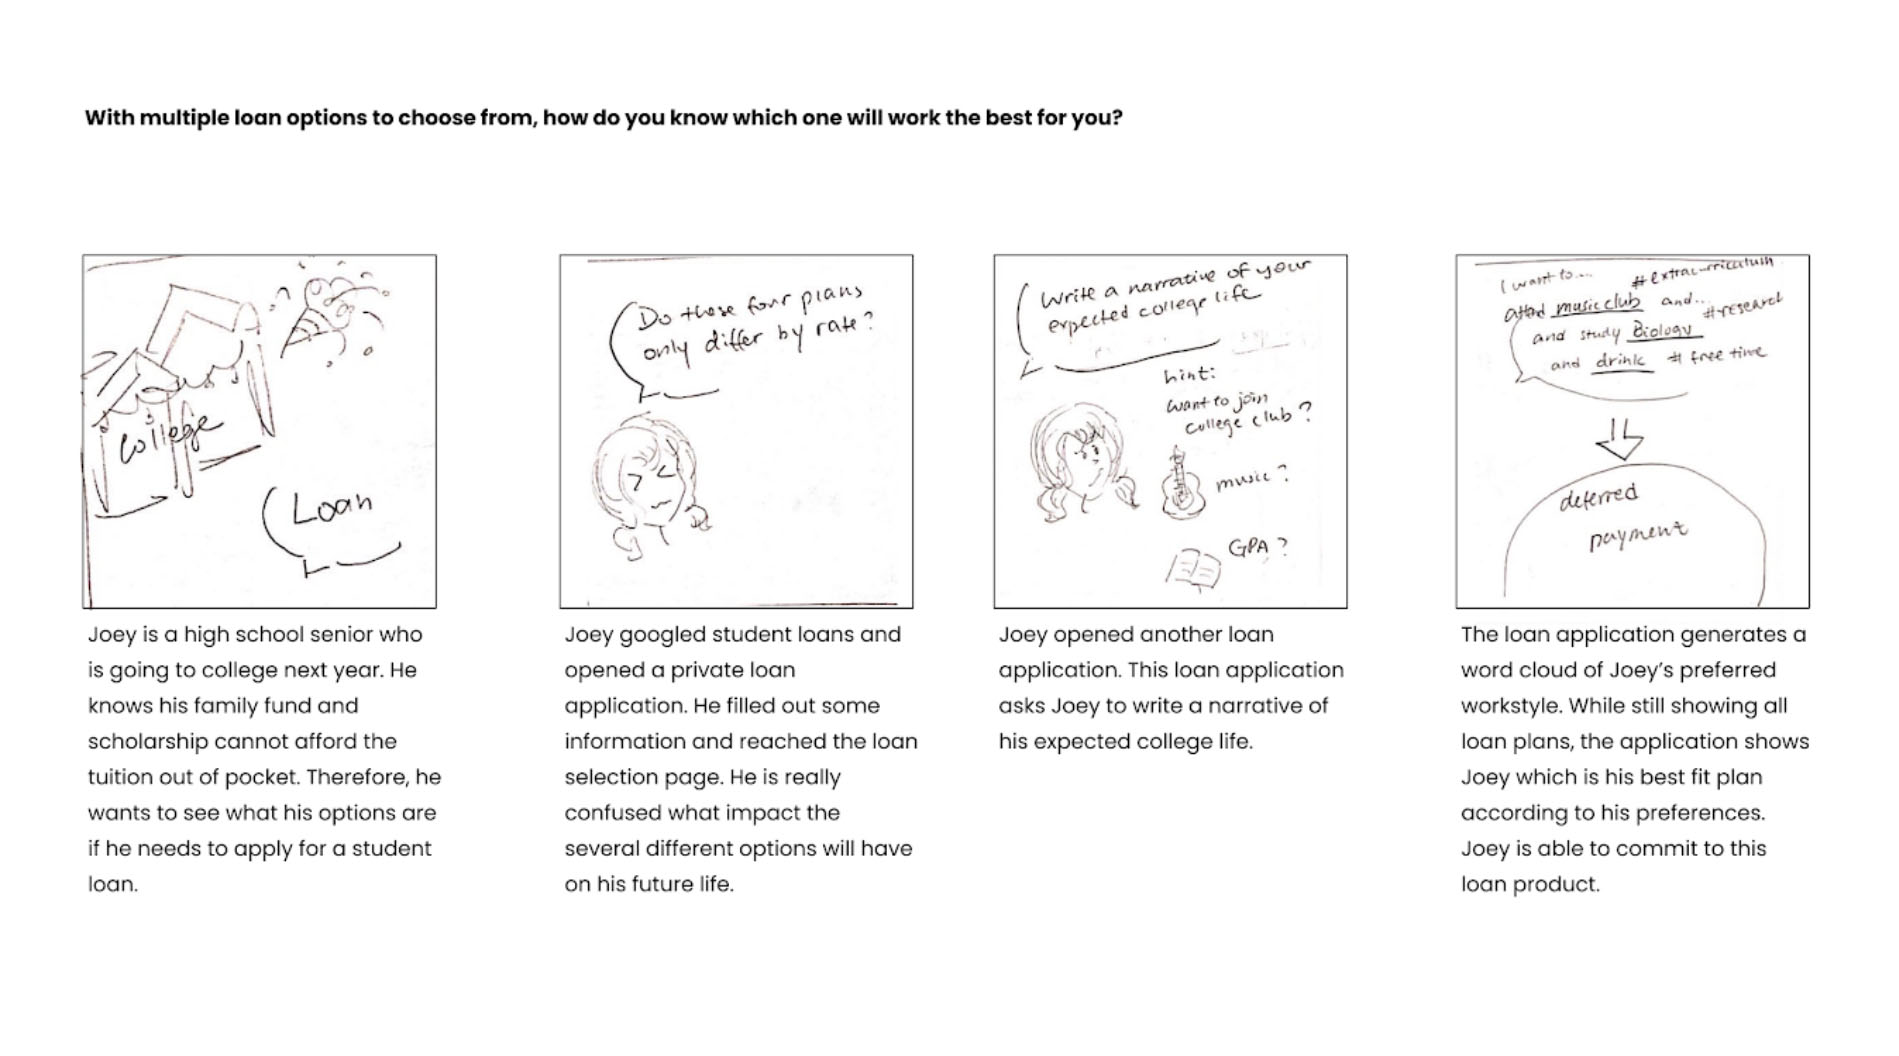 With multiple loan options to choose from, how do you know which one will work the best for you?
college
Loan
Joey is a high school senior who
is going to college next year. He
knows his family fund and
scholarship cannot afford the
tuition out of pocket. Therefore, he
wants to see what his options are
if he needs to apply for a student
loan.
Do these four plans
only differ by rate?
Joey googled student loans and
opened a private loan
application. He filled out some
information and reached the loan
selection page. He is really
confused what impact the
several different options will have
on his future life.
Write a narrative of your
expected college life
hint:
want to join
college club?
music?
GPA?
Joey opened another loan
application. This loan application
asks Joey to write a narrative of
his expected college life.
I want to... #extracurriculum
music club and... #research
and study Biology
and drink # free time
deferred
payment
The loan application generates a
word cloud of Joey’s preferred
workstyle. While still showing all
loan plans, the application shows
Joey which is his best fit plan
according to his preferences.
Joey is able to commit to this
loan product.